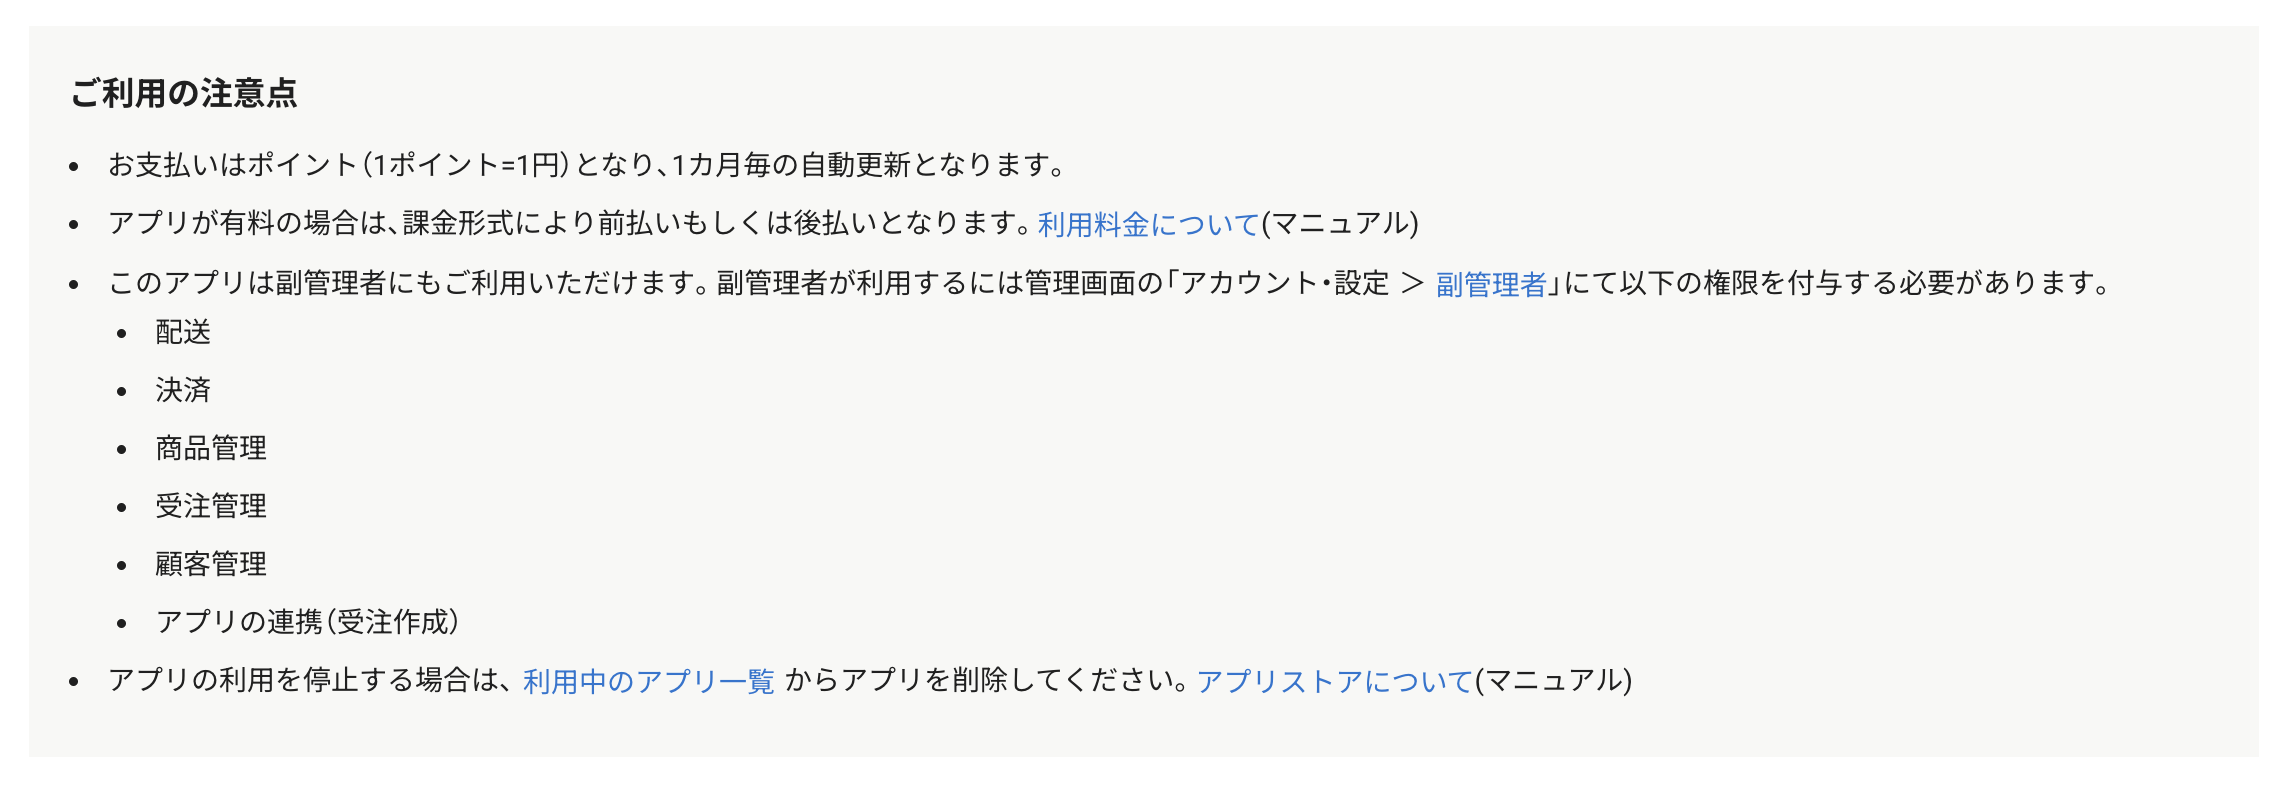 ご利用の注意点
• お支払いはポイント（1ポイント=1円）となり、1カ月毎の自動更新となります。
• アプリが有料の場合は、課金形式により前払いもしくは後払いとなります。利用料金について(マニュアル)
• このアプリは副管理者にもご利用いただけます。副管理者が利用するには管理画面の「アカウント・設定 ＞ 副管理者」にて以下の権限を付与する必要があります。
• 配送
• 決済
• 商品管理
• 受注管理
• 顧客管理
• アプリの連携（受注作成）
• アプリの利用を停止する場合は、利用中のアプリ一覧 からアプリを削除してください。アプリストアについて(マニュアル)